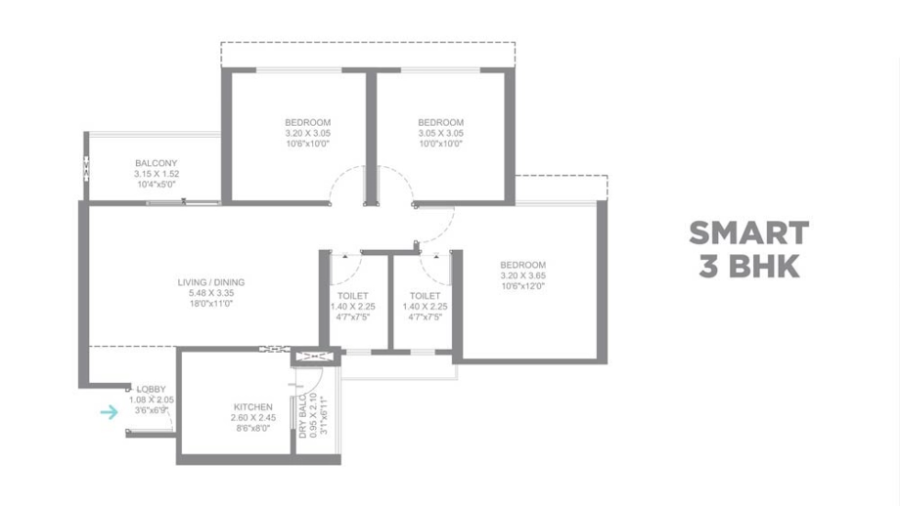 BEDROOM
3.20 X 3.05
10'6"x10'0"
BEDROOM
3.05 X 3.05
10'0"x10'0"
BALCONY
3.15 X 1.52
10'4"x5'0"
SMART
3 BHK
BEDROOM
3.20 X 3.65
10'6"x12'0"
LIVING / DINING
5.48 X 3.35
18'0"x11'0"
TOILET
1.40 X 2.25
4'7"x7'5"
TOILET
1.40 X 2.25
4'7"x7'5"
LOBBY
1.08 X 2.05
3'6"x6'9"
KITCHEN
2.60 X 2.45
8'6"x8'0"
DRY BALC.
0.95 X 2.10
3'1"x6'11"